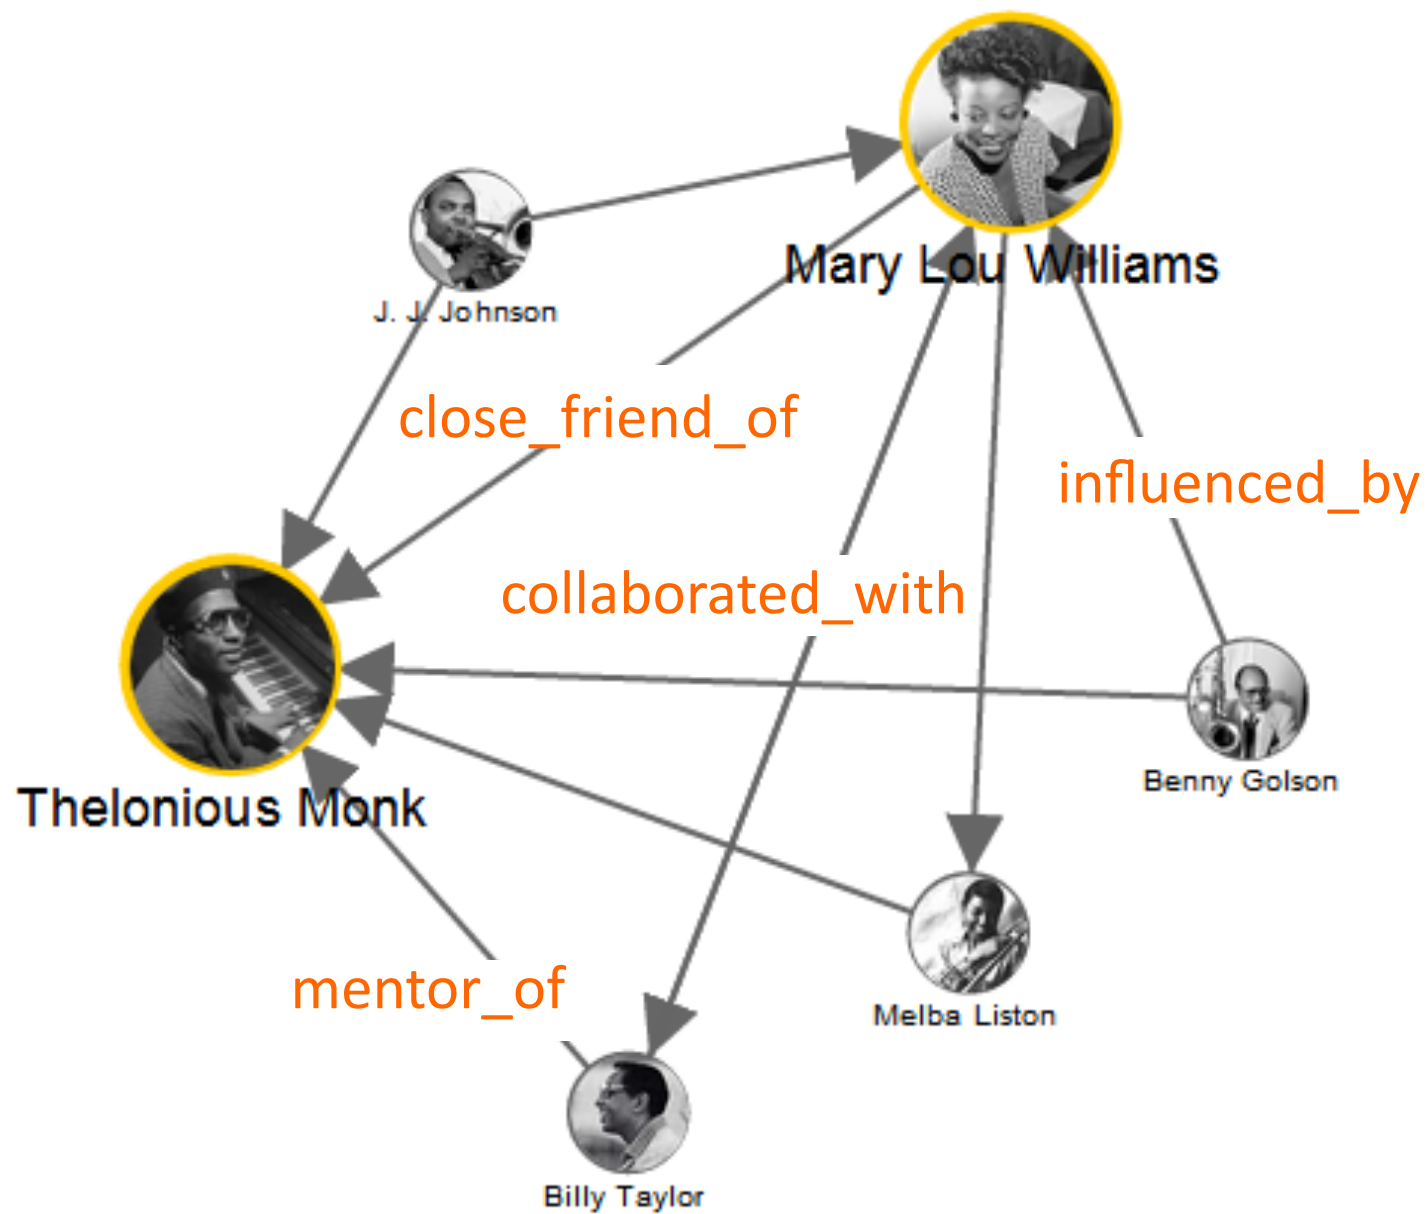 Mary Lou Williams
J. J. Johnson
close_friend_of
influenced_by
collaborated_with
Benny Golson
Thelonious Monk
mentor_of
Melba Liston
Billy Taylor